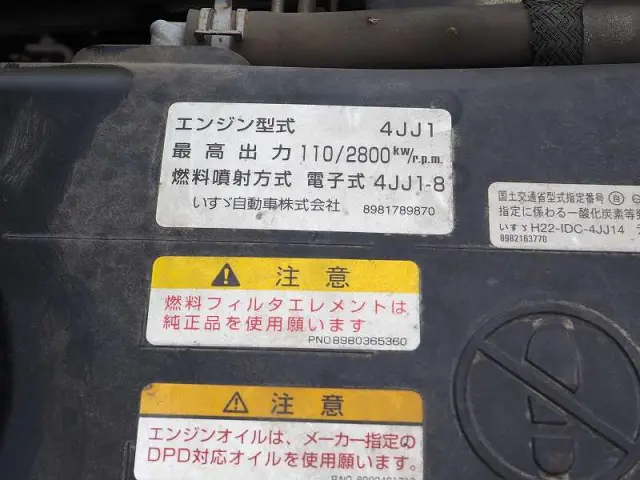 エンジン型式 4JJ1
最高出力 110/2800kW/r.p.m.
燃料噴射方式 電子式 4JJ1-8
いすゞ自動車株式会社 8981789870
国土交通省型式指定番号 自
指定に係わる一酸化炭素等
いすゞH22-IDC-4JJ14
8982163770
注意
燃料フィルタエレメントは
純正品を使用願います
PNO8980365360
注意
エンジンオイルは、メーカー指定の
DPD対応オイルを使用願います。